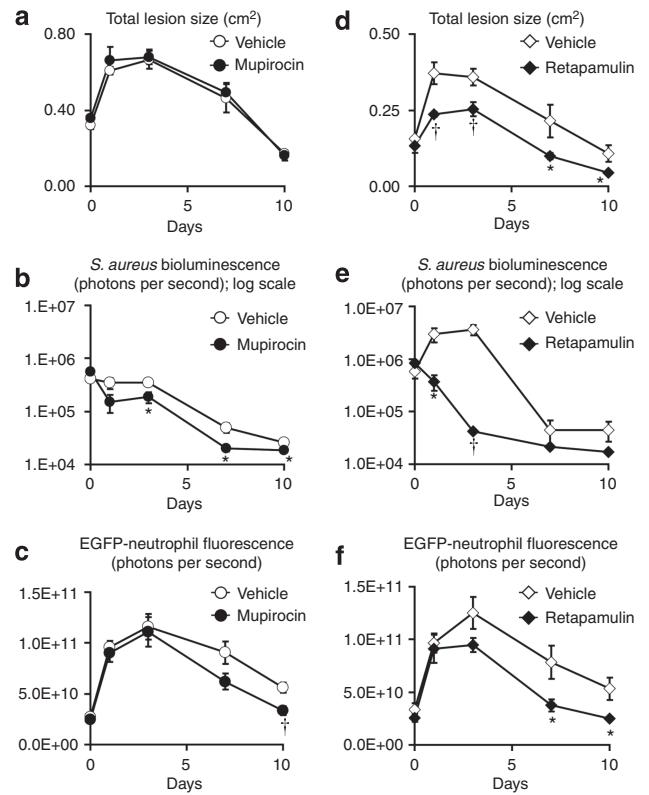 a
Total lesion size (cm2)
0.80
0.40
0.00
Vehicle
Mupirocin
0
5
10
Days
d
Total lesion size (cm2)
0.50
0.25
0.00
Vehicle
Retapamulin
†
†
*
*
0
5
10
Days
b
S. aureus bioluminescence
(photons per second); log scale
1.E+07
1.E+06
1.E+05
1.E+04
Vehicle
Mupirocin
*
*
*
0
5
10
Days
e
S. aureus bioluminescence
(photons per second); log scale
1.0E+07
1.0E+06
1.0E+05
1.0E+04
Vehicle
Retapamulin
*
†
0
5
10
Days
c
EGFP-neutrophil fluorescence
(photons per second)
1.5E+11
1.0E+11
5.0E+10
0.0E+00
Vehicle
Mupirocin
†
0
5
10
Days
f
EGFP-neutrophil fluorescence
(photons per second)
1.5E+11
1.0E+11
5.0E+10
0.0E+00
Vehicle
Retapamulin
*
*
0
5
10
Days